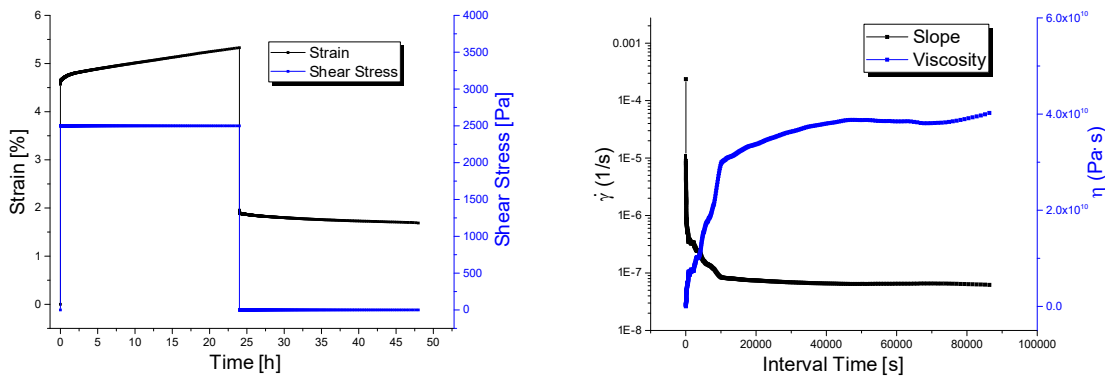 6
5
4
3
2
1
0
Strain [%]
0 5 10 15 20 25 30 35 40 45 50
Time [h]
4000
3500
3000
2500
2000
1500
1000
500
0
Shear Stress [Pa]
Strain
Shear Stress
0.001
1E-4
1E-5
1E-6
1E-7
1E-8
γ̇ (1/s)
0 20000 40000 60000 80000 100000
Interval Time [s]
6.0x10¹⁰
4.0x10¹⁰
2.0x10¹⁰
0.0
η (Pa·s)
Slope
Viscosity